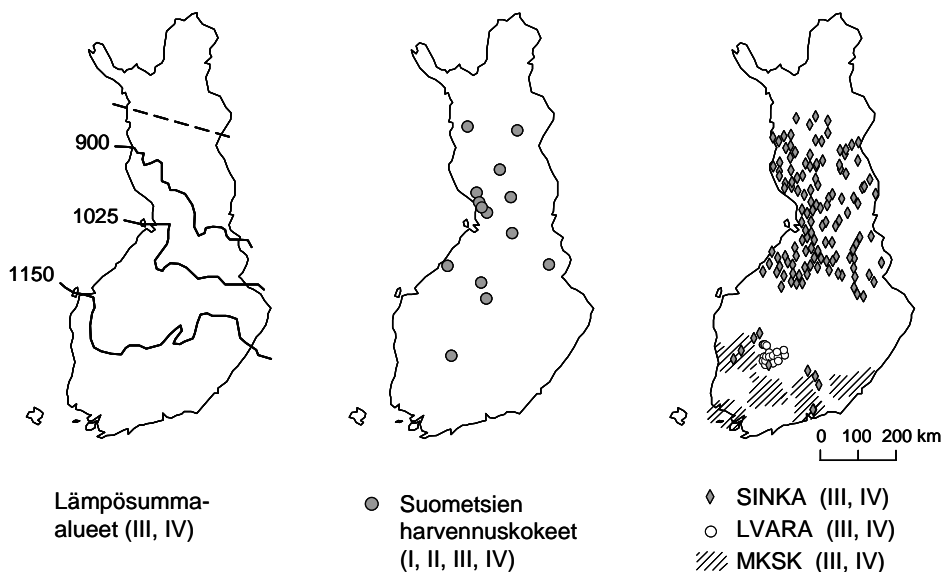 900
1025
1150
0 100 200 km
Lämpösumma-
alueet (III, IV)
Suometsien
harvennuskokeet
(I, II, III, IV)
SINKA (III, IV)
LVARA (III, IV)
MKSK (III, IV)